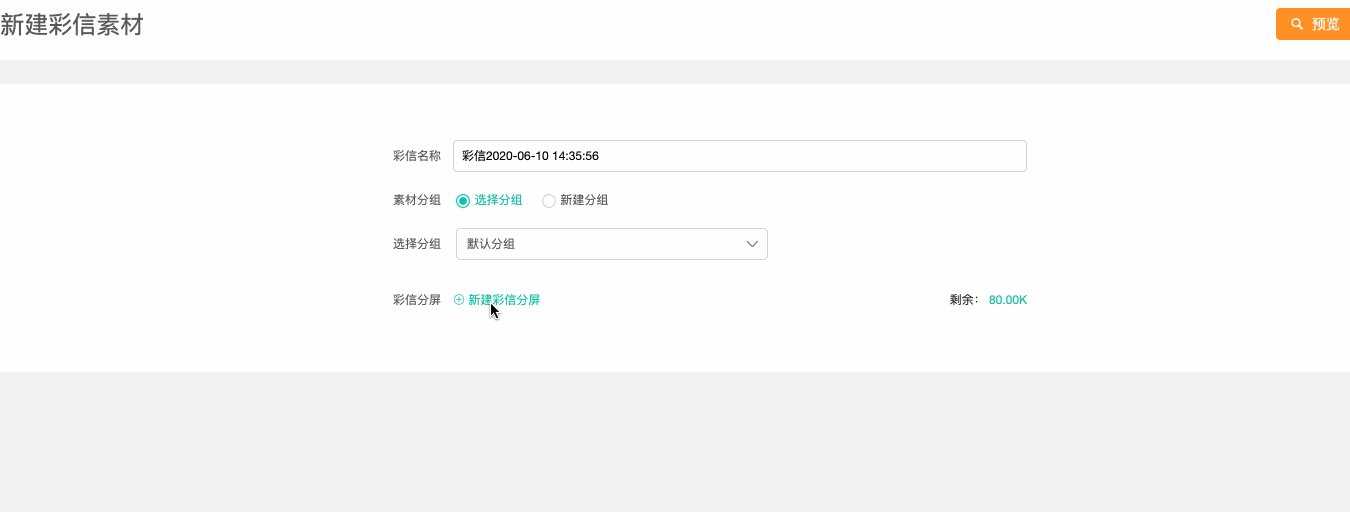 新建彩信素材
预览
彩信名称 彩信2020-06-10 14:35:56
素材分组 选择分组 新建分组
选择分组 默认分组
彩信分屏 新建彩信分屏 剩余： 80.00K